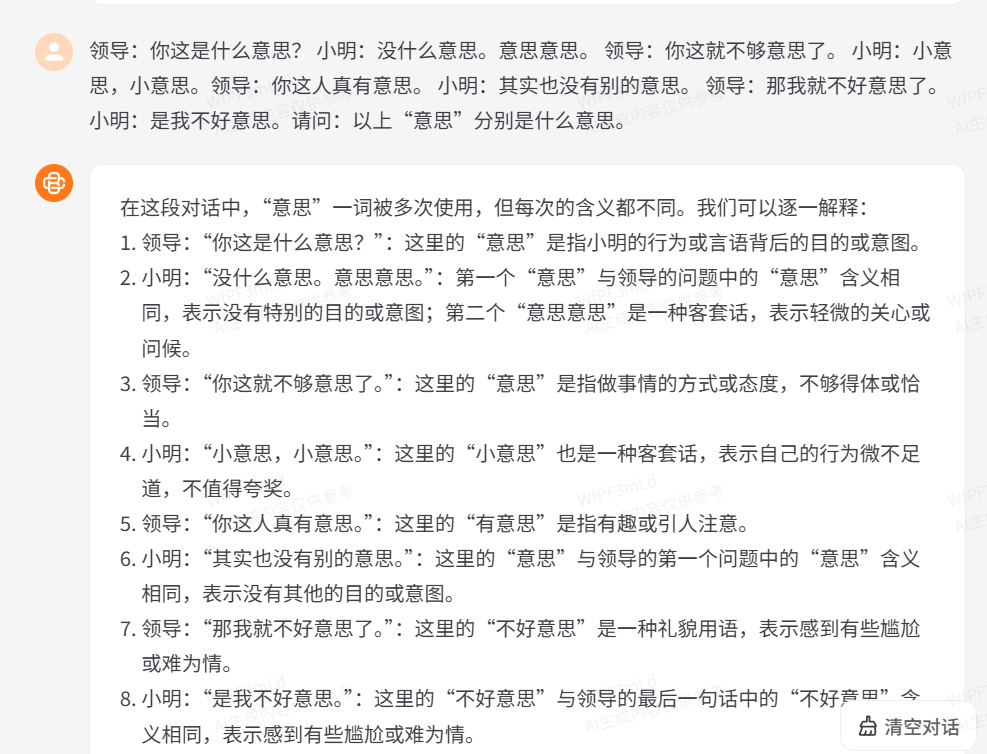 领导：你这是什么意思？ 小明：没什么意思。意思意思。 领导：你这就不够意思了。 小明：小意
思，小意思。领导：你这人真有意思。 小明：其实也没有别的意思。 领导：那我就不好意思了。
小明：是我不好意思。请问：以上“意思”分别是什么意思。
在这段对话中，“意思”一词被多次使用，但每次的含义都不同。我们可以逐一解释：
1. 领导：“你这是什么意思？”：这里的“意思”是指小明的行为或言语背后的目的或意图。
2. 小明：“没什么意思。意思意思。”：第一个“意思”与领导的问题中的“意思”含义相
同，表示没有特别的目的或意图；第二个“意思意思”是一种客套话，表示轻微的关心或
问候。
3. 领导：“你这就不够意思了。”：这里的“意思”是指做事情的方式或态度，不够得体或恰
当。
4. 小明：“小意思，小意思。”：这里的“小意思”也是一种客套话，表示自己的行为微不足
道，不值得夸奖。
5. 领导：“你这人真有意思。”：这里的“有意思”是指有趣或引人注意。
6. 小明：“其实也没有别的意思。”：这里的“意思”与领导的第一个问题中的“意思”含义
相同，表示没有其他的目的或意图。
7. 领导：“那我就不好意思了。”：这里的“不好意思”是一种礼貌用语，表示感到有些尴尬
或难为情。
8. 小明：“是我不好意思。”：这里的“不好意思”与领导的最后一句话中的“不好意思”含
义相同，表示感到有些尴尬或难为情。
清空对话